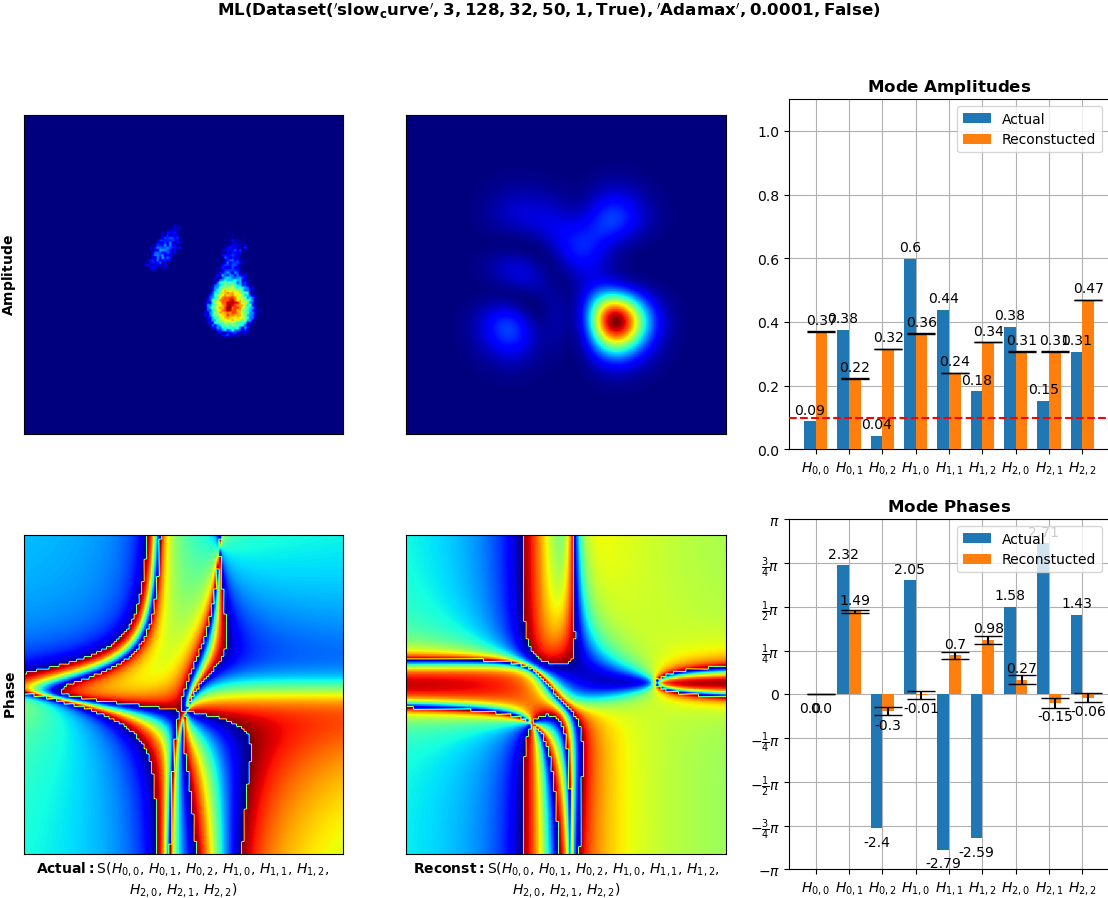 ML(Dataset('slow_curve', 3, 128, 32, 50, 1, True), 'Adamax', 0.0001, False)
Amplitude
Mode Amplitudes
Actual
Reconstucted
1.0
0.8
0.6
0.4
0.2
0.0
0.09 0.38 0.04 0.6 0.44 0.18 0.38 0.15 0.31
0.37 0.22 0.32 0.36 0.24 0.34 0.31 0.31 0.47
H0,0 H0,1 H0,2 H1,0 H1,1 H1,2 H2,0 H2,1 H2,2
Phase
Actual: S(H0,0, H0,1, H0,2, H1,0, H1,1, H1,2,
H2,0, H2,1, H2,2)
Reconst: S(H0,0, H0,1, H0,2, H1,0, H1,1, H1,2,
H2,0, H2,1, H2,2)
Mode Phases
Actual
Reconstucted
π
3/4π
1/2π
1/4π
0
−1/4π
−1/2π
−3/4π
−π
0.0 2.32 -2.4 2.05 -2.79 -2.59 1.58 2.71 1.43
0.0 1.49 -0.3 -0.01 0.7 0.98 0.27 -0.15 -0.06
H0,0 H0,1 H0,2 H1,0 H1,1 H1,2 H2,0 H2,1 H2,2